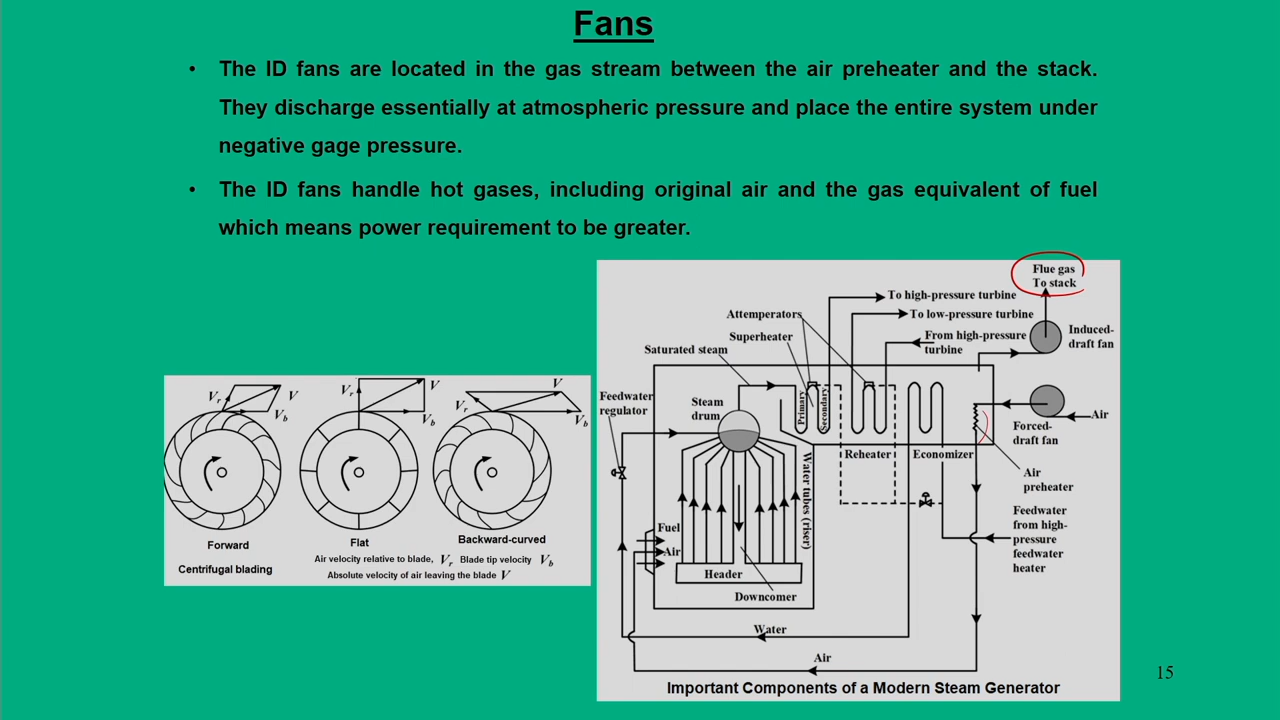 Fans
• The ID fans are located in the gas stream between the air preheater and the stack.
They discharge essentially at atmospheric pressure and place the entire system under
negative gage pressure.
• The ID fans handle hot gases, including original air and the gas equivalent of fuel
which means power requirement to be greater.
Vr
V
Vb
Vr
V
Vb
Vr
V
Vb
Forward
Flat
Backward-curved
Centrifugal blading
Air velocity relative to blade, Vr Blade tip velocity Vb
Absolute velocity of air leaving the blade V
Flue gas
To stack
To high-pressure turbine
Attemperators
To low-pressure turbine
Induced-
draft fan
Superheater
From high-pressure
turbine
Saturated steam
Feedwater
regulator
Steam
drum
Primary
Secondary
Air
Forced-
draft fan
Reheater
Economizer
Water tubes (riser)
Air
preheater
Feedwater
from high-
pressure
feedwater
heater
Fuel
Air
Header
Downcomer
Water
Air
Important Components of a Modern Steam Generator
15